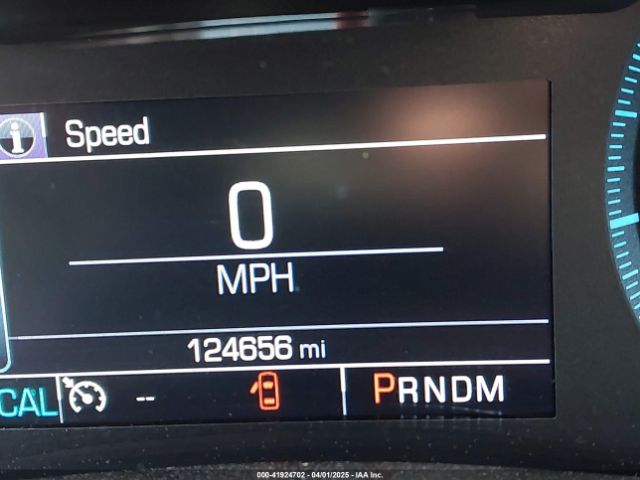 i Speed
0
MPH
124656 mi
CAL -- PRNDM
000-41924702 - 04/01/2025 - IAA Inc.